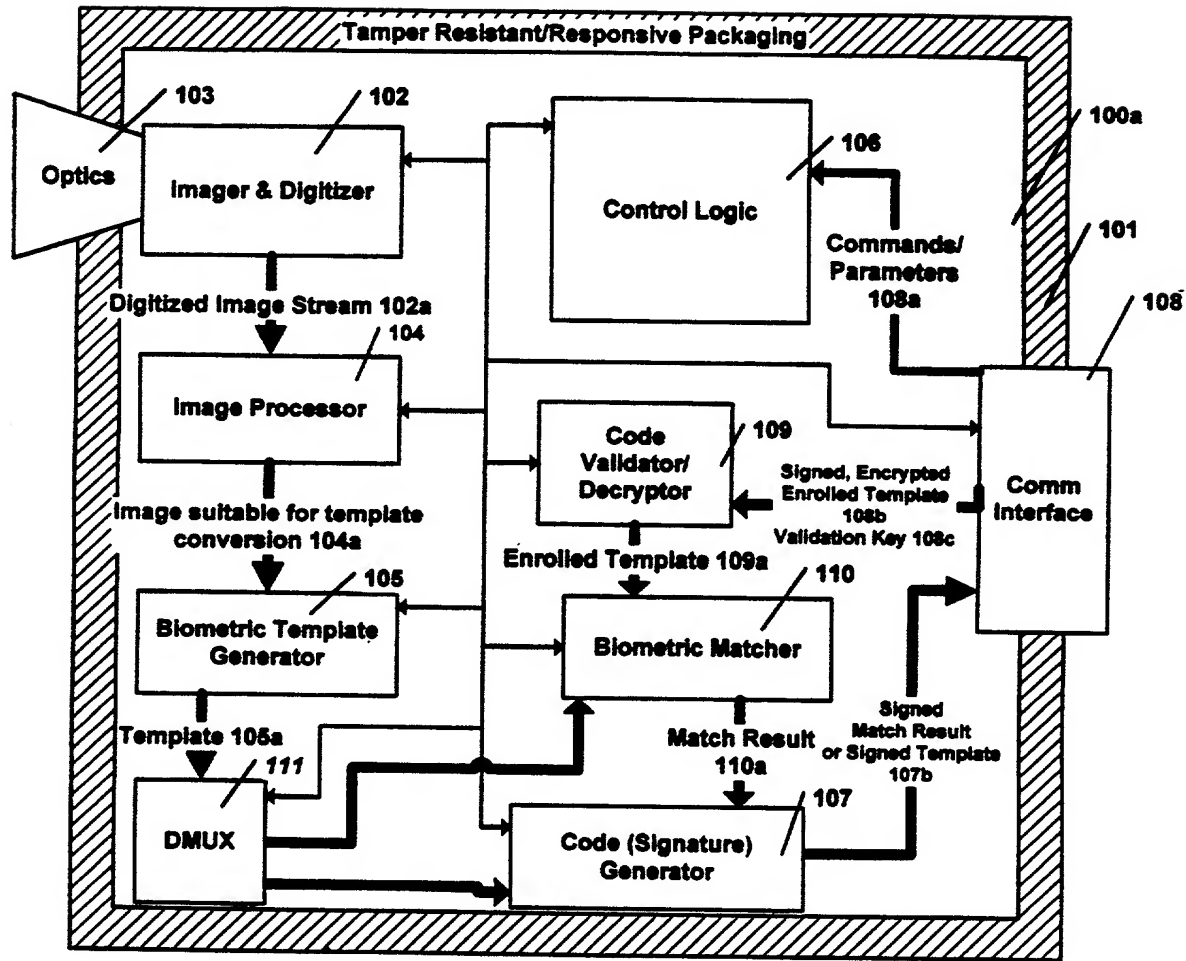 Tamper Resistant/Responsive Packaging
103
102
Optics
Imager & Digitizer
106
Control Logic
100a
101
108
Commands/
Parameters
108a
Digitized Image Stream 102a
104
Image Processor
Code
Validator/
Decryptor
109
Signed, Encrypted
Enrolled Template
108b
Validation Key 108c
Comm
Interface
Image suitable for template
conversion 104a
Enrolled Template 109a
110
105
Biometric Template
Generator
Biometric Matcher
Template 105a
111
DMUX
Match Result
110a
Signed
Match Result
or Signed Template
107b
107
Code (Signature)
Generator